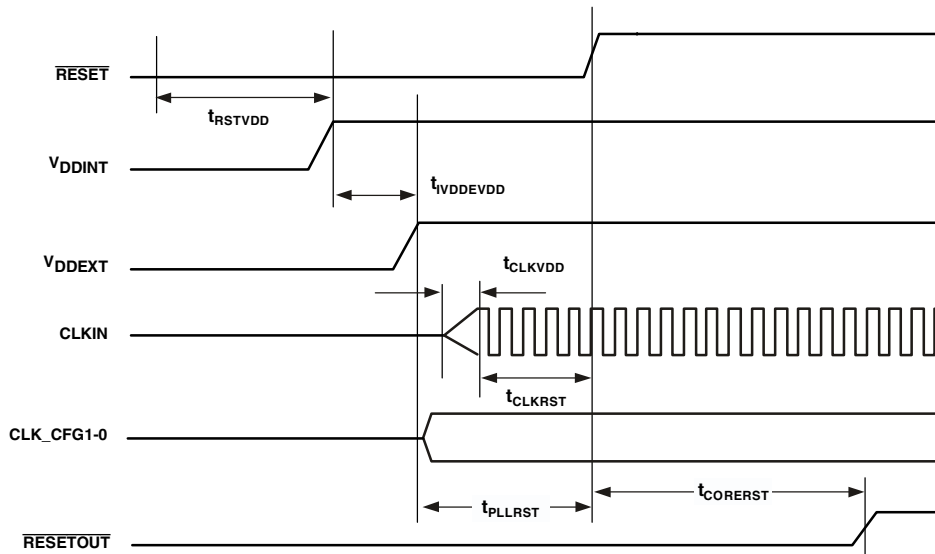 RESET
tRSTVDD
VDDINT
tIVDDEVDD
VDDEXT
tCLKVDD
CLKIN
tCLKRST
CLK_CFG1-0
tCORERST
tPLLRST
RESETOUT